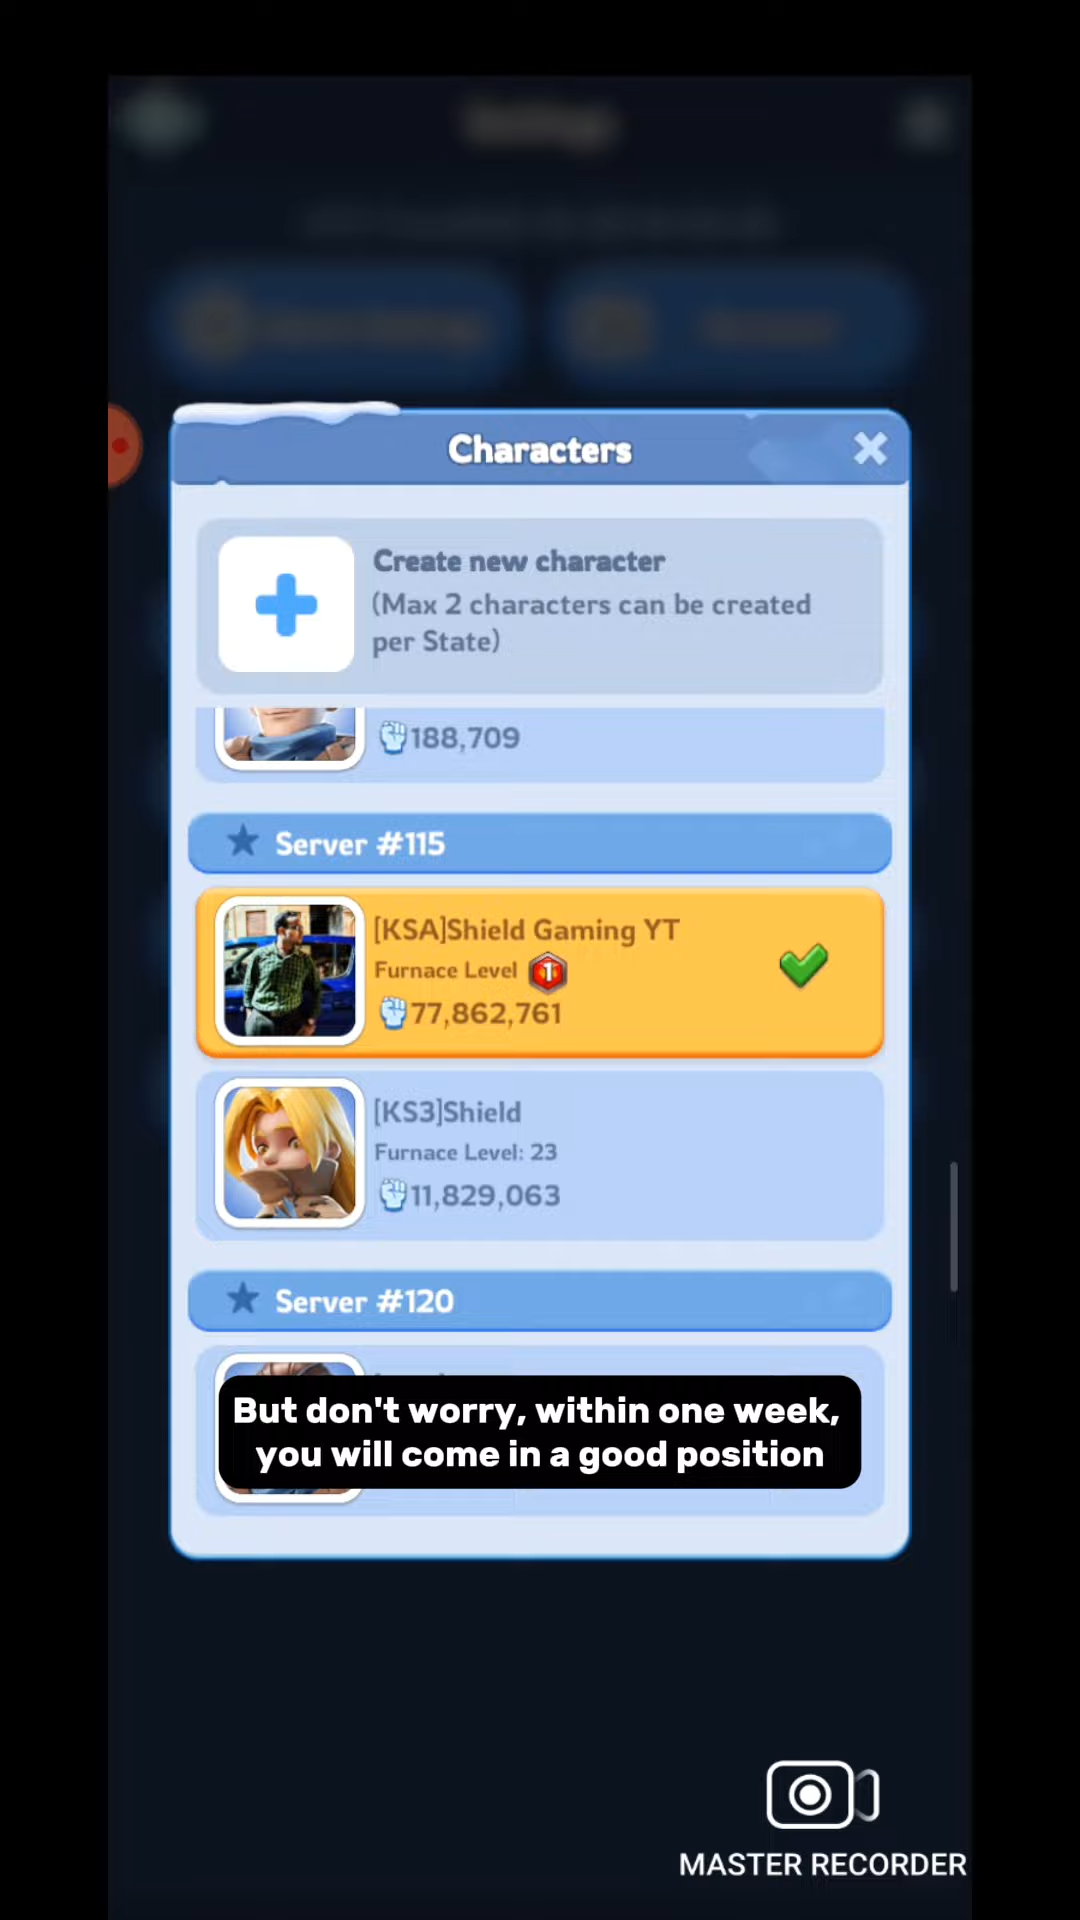 Characters
Create new character
(Max 2 characters can be created
per State)
188,709
Server #115
[KSA]Shield Gaming YT
Furnace Level 1
77,862,761
[KS3]Shield
Furnace Level: 23
11,829,063
Server #120
But don't worry, within one week,
you will come in a good position
MASTER RECORDER